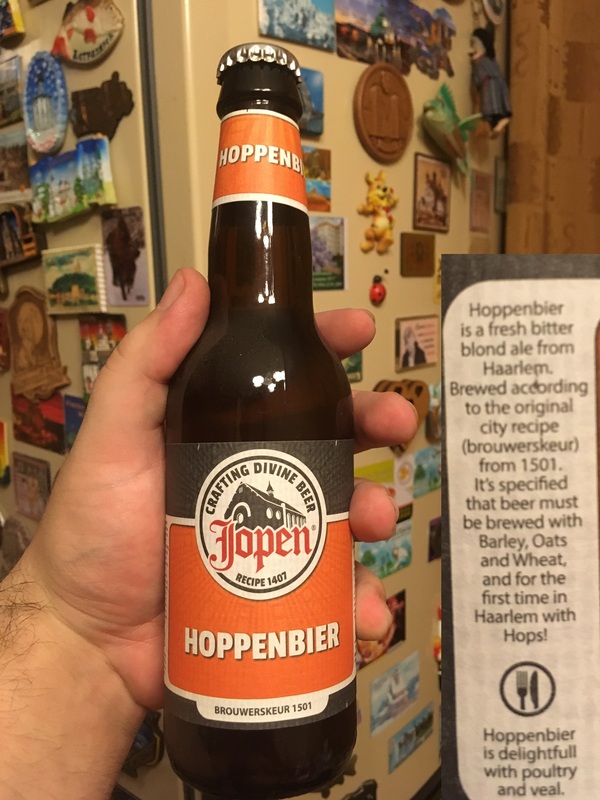 HOPPENB
CRAFTING DIVINE BEER
Jopen®
RECIPE 1407
HOPPENBIER
BROUWERSKEUR 1501
Hoppenbier
is a fresh bitter
blond ale from
Haarlem.
Brewed according
to the original
city recipe
(brouwerskeur)
from 1501.
It's specified
that beer must
be brewed with
Barley, Oats
and Wheat,
and for the
first time in
Haarlem with
Hops!
Hoppenbier
is delightfull
with poultry
and veal.